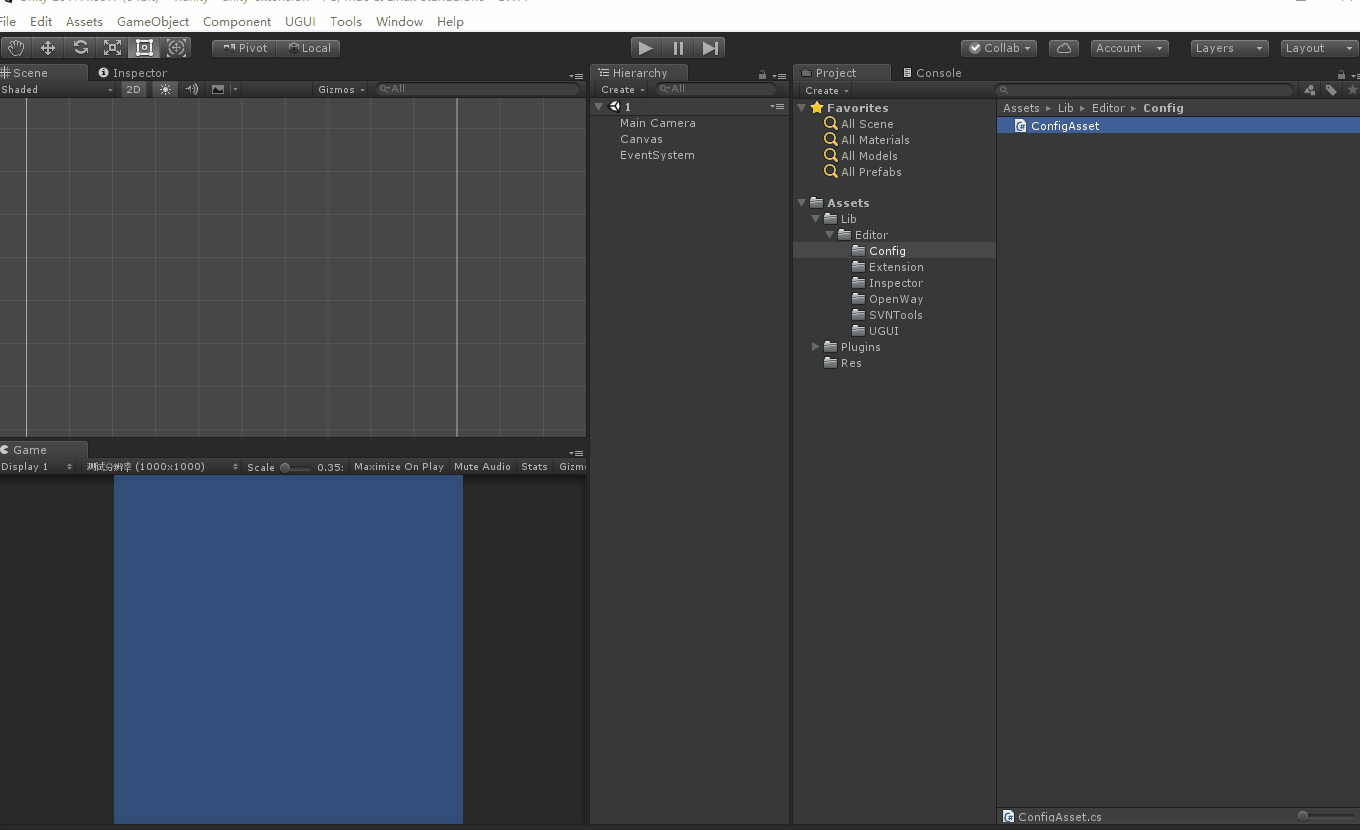 File Edit Assets GameObject Component UGUI Tools Window Help
Pivot Local Collab Account Layers Layout
Scene Inspector
Shaded 2D Gizmos All
Hierarchy
Create All
1
Main Camera
Canvas
EventSystem
Game
Display 1 测试分辨率 (1000x1000) Scale 0.35: Maximize On Play Mute Audio Stats Gizm
Project Console
Create
Favorites
All Scene
All Materials
All Models
All Prefabs
Assets
Lib
Editor
Config
Extension
Inspector
OpenWay
SVNTools
UGUI
Plugins
Res
Assets Lib Editor Config
ConfigAsset
ConfigAsset.cs